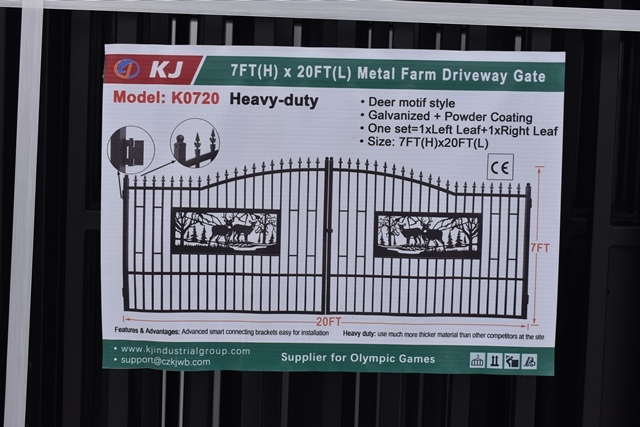 KJ
7FT(H) x 20FT(L) Metal Farm Driveway Gate
Model: K0720 Heavy-duty
• Deer motif style
• Galvanized + Powder Coating
• One set=1xLeft Leaf+1xRight Leaf
• Size: 7FT(H)x20FT(L)
CE
7FT
20FT
Features & Advantages: Advanced smart connecting brackets easy for installation
Heavy duty: use much more thicker material than other competitors at the site
• www.kjindustrialgroup.com
• support@czkjwb.com
Supplier for Olympic Games